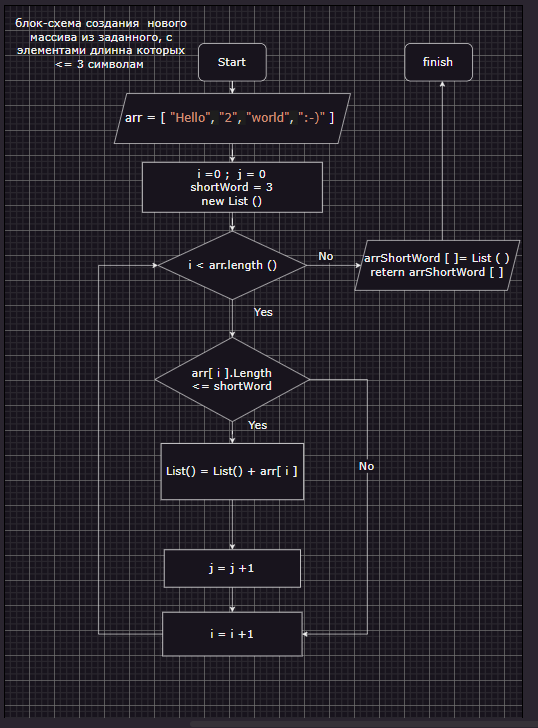 блок-схема создания нового
массива из заданного, с
элементами длинна которых
<= 3 символам
Start
finish
arr = [ "Hello", "2", "world", ":-)" ]
i =0 ; j = 0
shortWord = 3
new List ()
i < arr.length ()
No
arrShortWord [ ]= List ( )
retern arrShortWord [ ]
Yes
arr[ i ].Length
<= shortWord
Yes
No
List() = List() + arr[ i ]
j = j +1
i = i +1